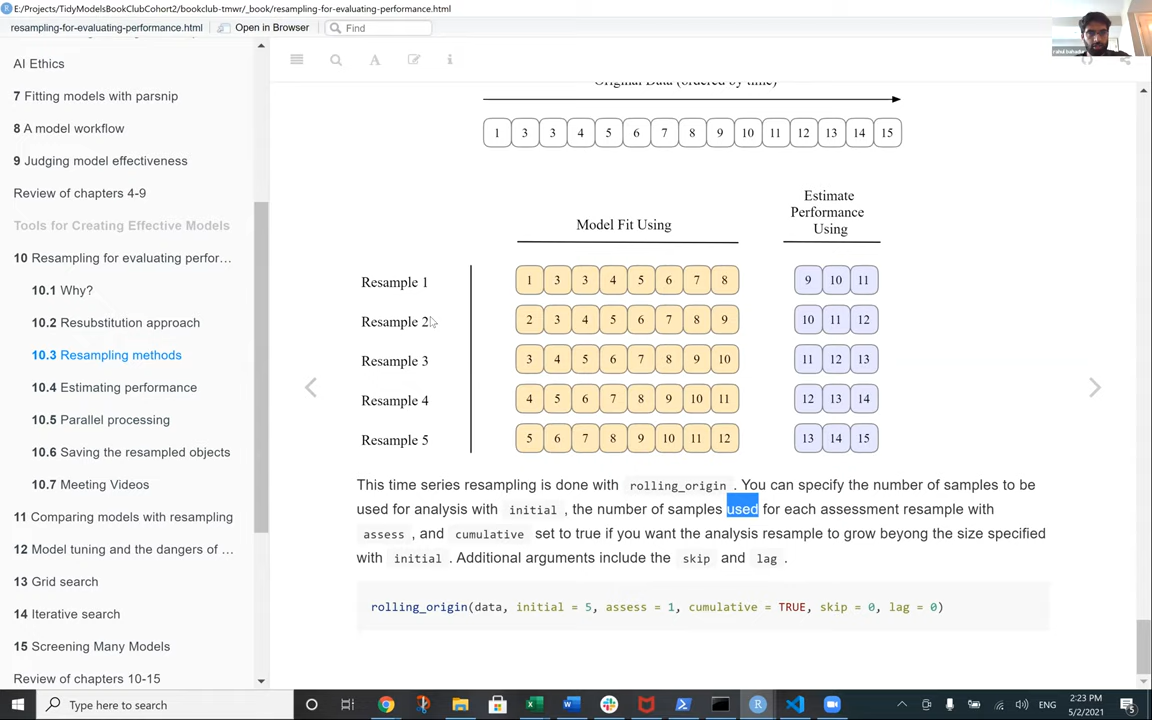 E:/Projects/TidyModelsBookClubCohort2/bookclub-tmwr/_book/resampling-for-evaluating-performance.html
resampling-for-evaluating-performance.html
Open in Browser
Find
AI Ethics
7 Fitting models with parsnip
8 A model workflow
9 Judging model effectiveness
Review of chapters 4-9
Tools for Creating Effective Models
10 Resampling for evaluating perfor...
10.1 Why?
10.2 Resubstitution approach
10.3 Resampling methods
10.4 Estimating performance
10.5 Parallel processing
10.6 Saving the resampled objects
10.7 Meeting Videos
11 Comparing models with resampling
12 Model tuning and the dangers of ...
13 Grid search
14 Iterative search
15 Screening Many Models
Review of chapters 10-15
Original Data (ordered by time)
1 3 3 4 5 6 7 8 9 10 11 12 13 14 15
Model Fit Using
Estimate
Performance
Using
Resample 1 1 3 3 4 5 6 7 8 9 10 11
Resample 2 2 3 4 5 6 7 8 9 10 11 12
Resample 3 3 4 5 6 7 8 9 10 11 12 13
Resample 4 4 5 6 7 8 9 10 11 12 13 14
Resample 5 5 6 7 8 9 10 11 12 13 14 15
This time series resampling is done with rolling_origin . You can specify the number of samples to be
used for analysis with initial , the number of samples used for each assessment resample with
assess , and cumulative set to true if you want the analysis resample to grow beyong the size specified
with initial . Additional arguments include the skip and lag .
rolling_origin(data, initial = 5, assess = 1, cumulative = TRUE, skip = 0, lag = 0)
Type here to search
ENG
2:23 PM
5/2/2021